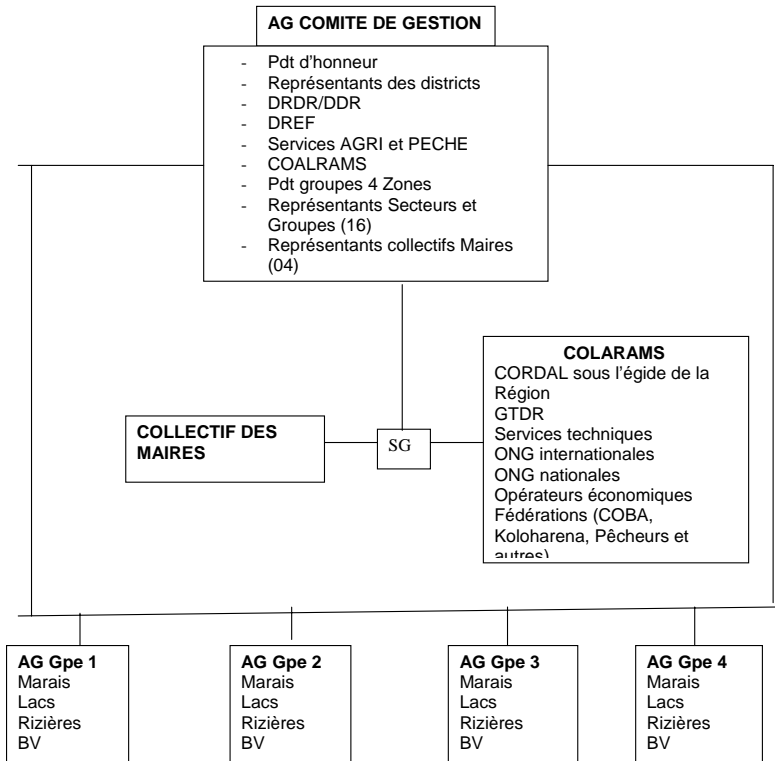 AG COMITE DE GESTION
- Pdt d'honneur
- Représentants des districts
- DRDR/DDR
- DREF
- Services AGRI et PECHE
- COALRAMS
- Pdt groupes 4 Zones
- Représentants Secteurs et
Groupes (16)
- Représentants collectifs Maires
(04)
COLLECTIF DES
MAIRES
SG
COLARAMS
CORDAL sous l'égide de la
Région
GTDR
Services techniques
ONG internationales
ONG nationales
Opérateurs économiques
Fédérations (COBA,
Koloharena, Pêcheurs et
autres)
AG Gpe 1
Marais
Lacs
Rizières
BV
AG Gpe 2
Marais
Lacs
Rizières
BV
AG Gpe 3
Marais
Lacs
Rizières
BV
AG Gpe 4
Marais
Lacs
Rizières
BV